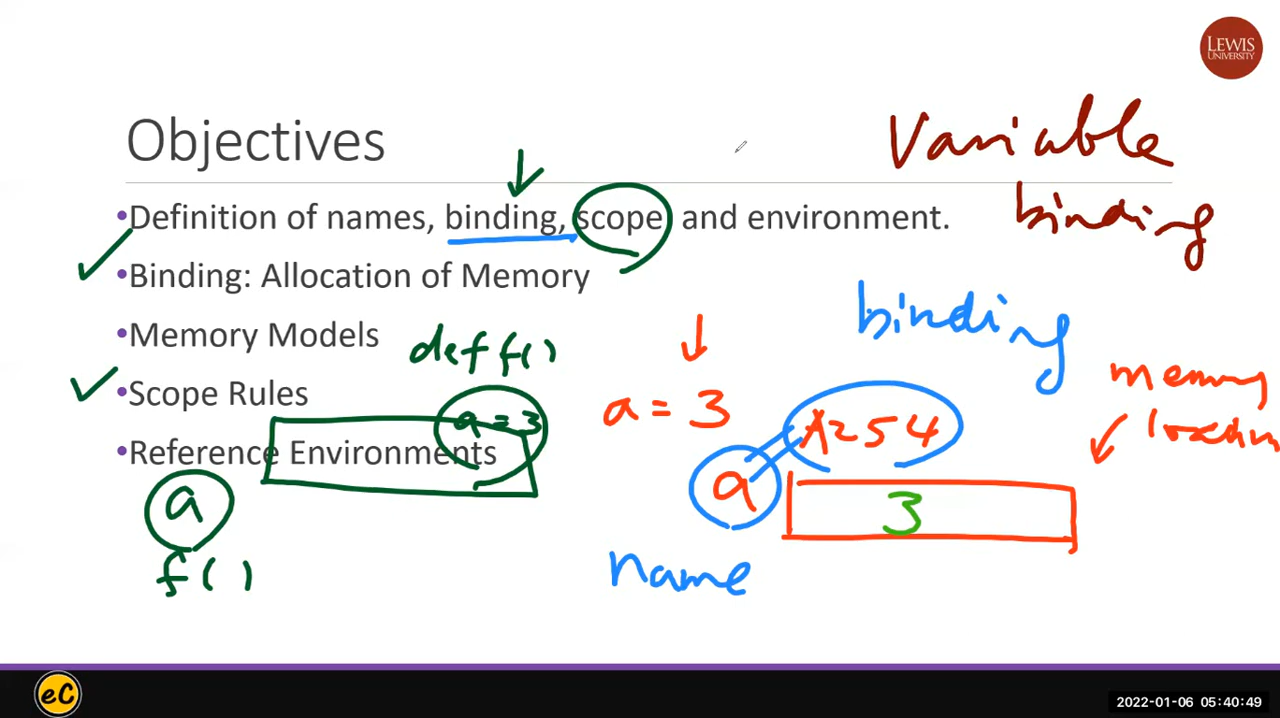 LEWIS
UNIVERSITY
Objectives
Variable
binding
•Definition of names, binding, scope and environment.
•Binding: Allocation of Memory
•Memory Models
•Scope Rules
•Reference Environments
def f()
a = 3
a
f()
binding
a = 3
A254
a
3
name
memory
location
eC
2022-01-06 05:40:49